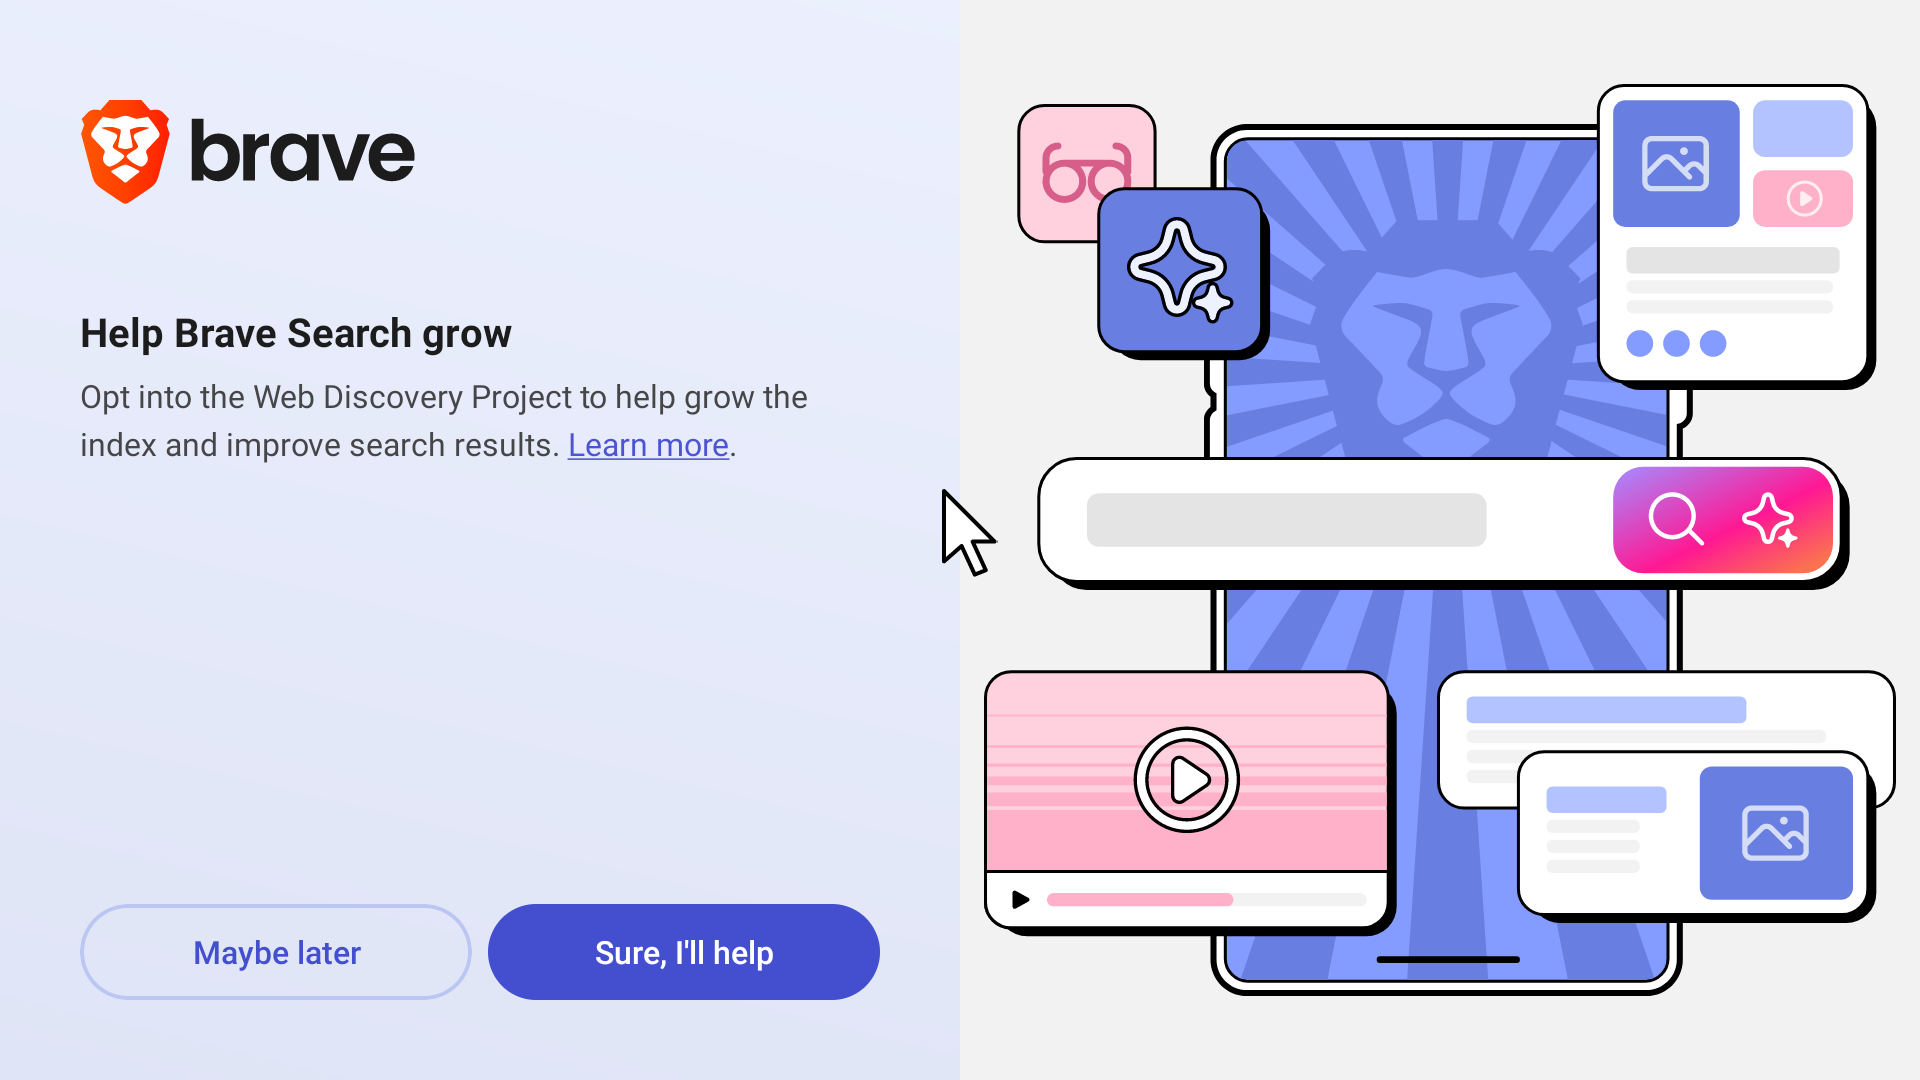 brave
Help Brave Search grow
Opt into the Web Discovery Project to help grow the
index and improve search results. Learn more.
Maybe later
Sure, I'll help